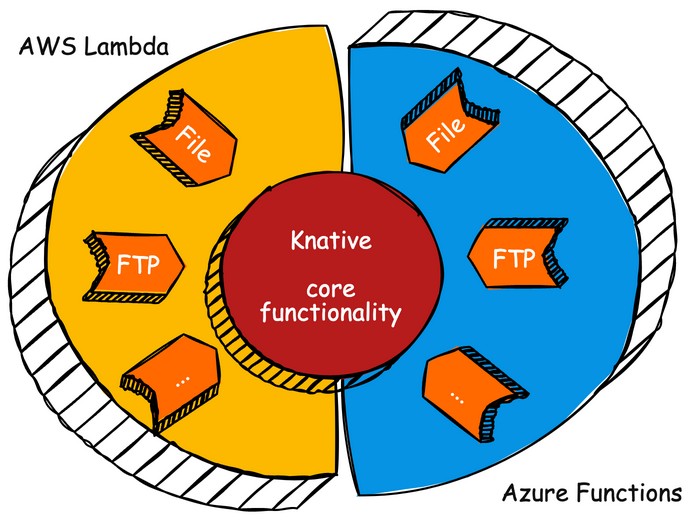 AWS Lambda
File
File
Knative
FTP
FTP
core
functionality
...
...
Azure Functions